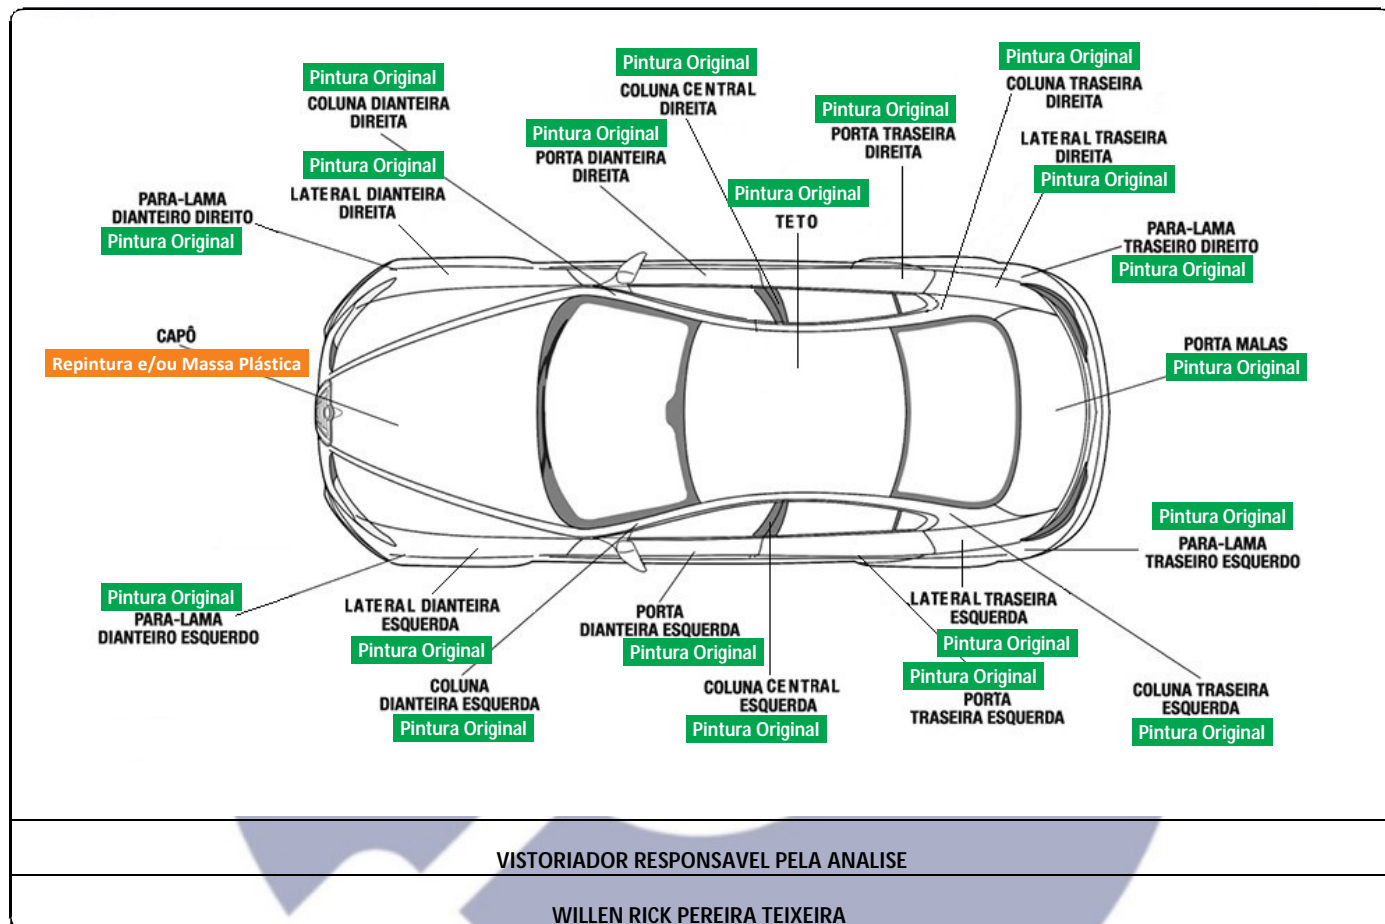 Pintura Original
COLUNA DIANTEIRA
DIREITA
Pintura Original
COLUNA CENTRAL
DIREITA
Pintura Original
COLUNA TRASEIRA
DIREITA
Pintura Original
PORTA DIANTEIRA
DIREITA
Pintura Original
PORTA TRASEIRA
DIREITA
LATERAL TRASEIRA
DIREITA
Pintura Original
Pintura Original
LATERAL DIANTEIRA
DIREITA
Pintura Original
TETO
PARA-LAMA
DIANTEIRO DIREITO
Pintura Original
PARA-LAMA
TRASEIRO DIREITO
Pintura Original
CAPÔ
Repintura e/ou Massa Plástica
PORTA MALAS
Pintura Original
Pintura Original
PARA-LAMA
TRASEIRO ESQUERDO
Pintura Original
PARA-LAMA
DIANTEIRO ESQUERDO
LATERAL DIANTEIRA
ESQUERDA
Pintura Original
PORTA
DIANTEIRA ESQUERDA
Pintura Original
LATERAL TRASEIRA
ESQUERDA
Pintura Original
COLUNA
DIANTEIRA ESQUERDA
Pintura Original
COLUNA CENTRAL
ESQUERDA
Pintura Original
Pintura Original
PORTA
TRASEIRA ESQUERDA
COLUNA TRASEIRA
ESQUERDA
Pintura Original
VISTORIADOR RESPONSAVEL PELA ANALISE
WILLEN RICK PEREIRA TEIXEIRA